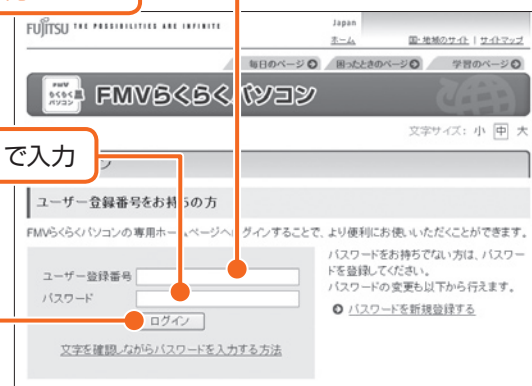 FUJITSU THE POSSIBILITIES ARE INFINITE
Japan
ホーム 国・地域のサイト | サイトマップ
毎日のページ 困ったときのページ 学習のページ
FMV らくらく パソコン FMVらくらくパソコン
文字サイズ: 小 中 大
で入力
ン
ユーザー登録番号をお持ちの方
FMVらくらくパソコンの専用ホームページへログインすることで、より便利にお使いいただくことができます。
ユーザー登録番号
パスワード
ログイン
文字を確認しながらパスワードを入力する方法
パスワードをお持ちでない方は、パスワー
ドを登録してください。
パスワードの変更も以下から行えます。
パスワードを新規登録する